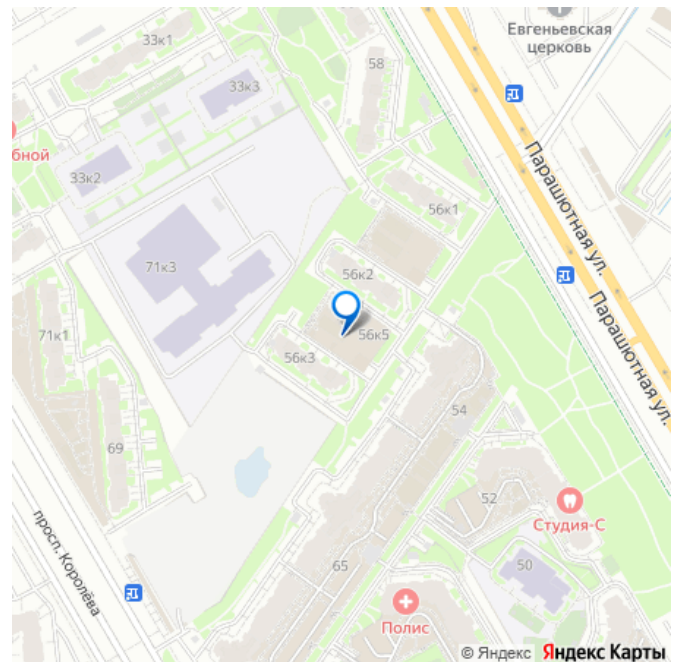 33к1
Евгеньевская
церковь
58
33к3
бной
33к2
56к1
Парашютная ул.
71к3
56к2
Парашютная ул.
71к1
56к5
56к3
54
69
52
Студия-С
просп. Королёва
65
50
Полис
© Яндекс Яндекс Карты